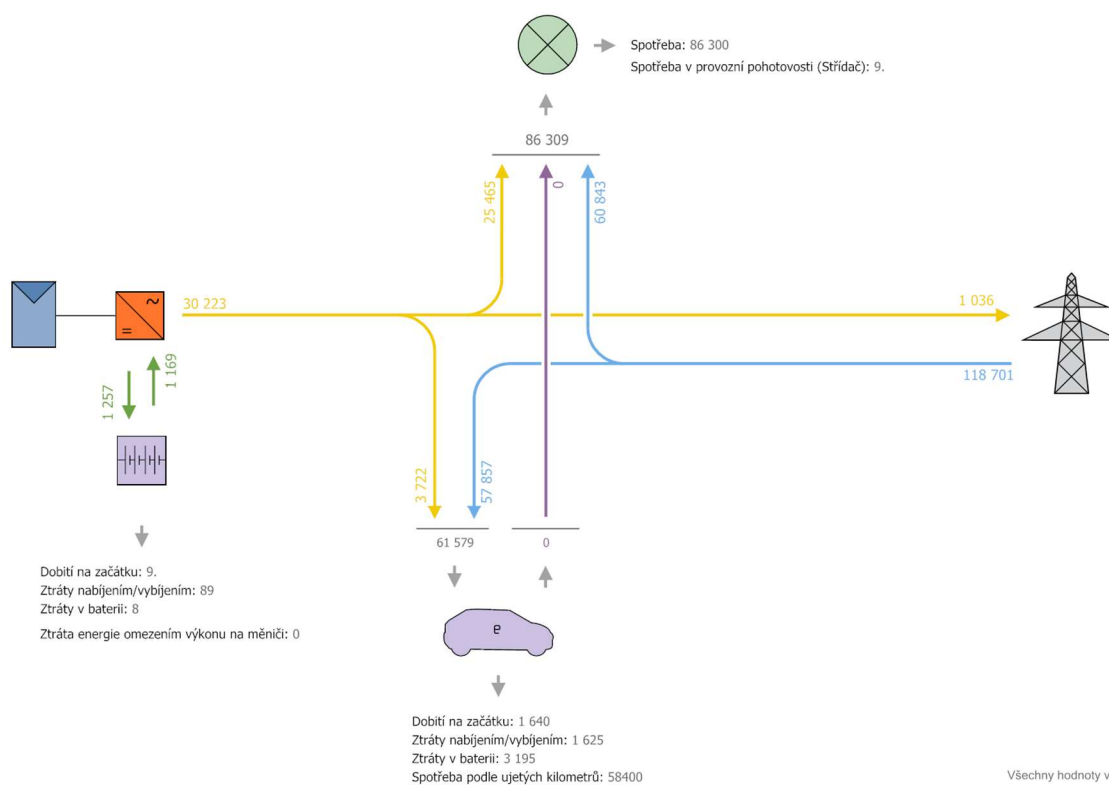 Spotřeba: 86 300
Spotřeba v provozní pohotovosti (Střídač): 9.
86 309
25 465
0
60 843
30 223
1 036
118 701
1 257
1 169
3 722
57 857
61 579
0
Dobití na začátku: 9.
Ztráty nabíjením/vybíjením: 89
Ztráty v baterii: 8
Ztráta energie omezením výkonu na měniči: 0
e
Dobití na začátku: 1 640
Ztráty nabíjením/vybíjením: 1 625
Ztráty v baterii: 3 195
Spotřeba podle ujetých kilometrů: 58400
Všechny hodnoty v